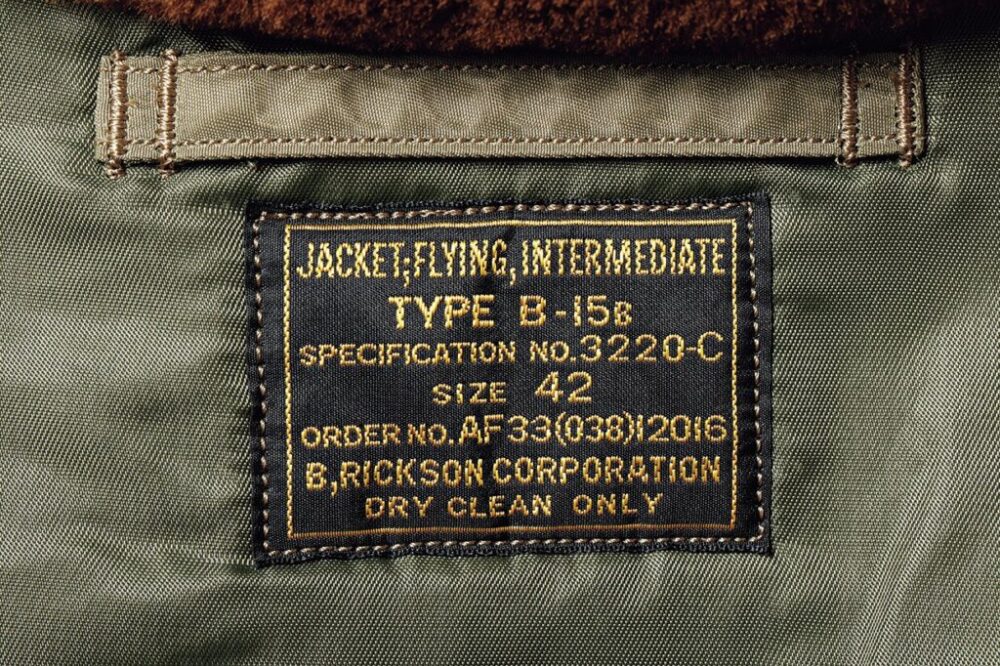 JACKET;FLYING, INTERMEDIATE
TYPE B-15B
SPECIFICATION NO.3220-C
SIZE 42
ORDER NO.AF33(038)12016
B,RICKSON CORPORATION
DRY CLEAN ONLY